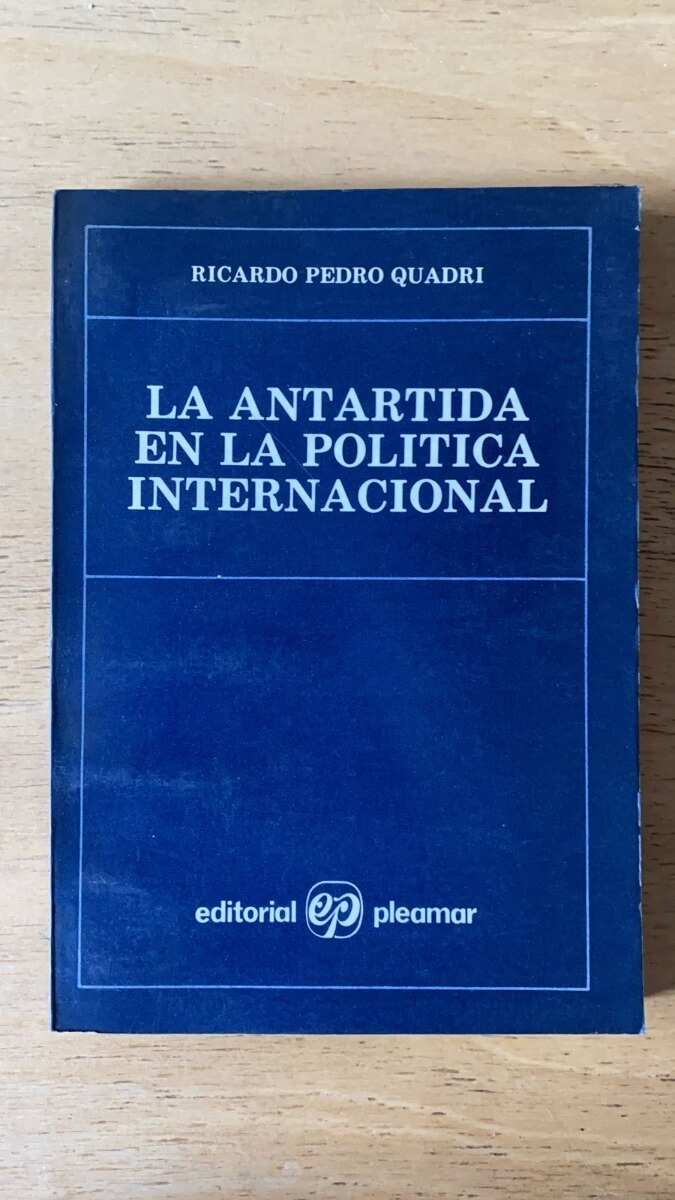 RICARDO PEDRO QUADRI
LA ANTARTIDA
EN LA POLITICA
INTERNACIONAL
editorial ep pleamar